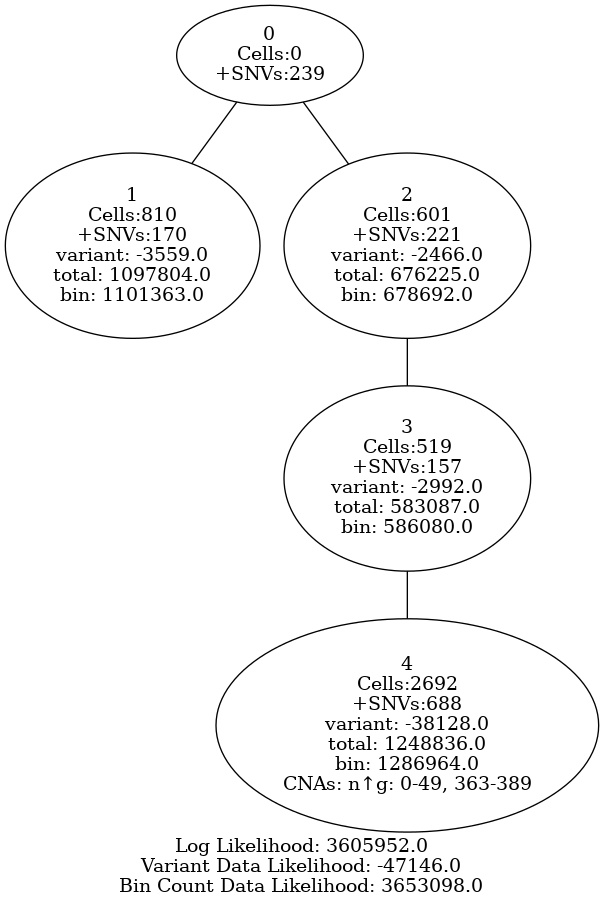 0
Cells:0
+SNVs:239
1
Cells:810
+SNVs:170
variant: -3559.0
total: 1097804.0
bin: 1101363.0
2
Cells:601
+SNVs:221
variant: -2466.0
total: 676225.0
bin: 678692.0
3
Cells:519
+SNVs:157
variant: -2992.0
total: 583087.0
bin: 586080.0
4
Cells:2692
+SNVs:688
variant: -38128.0
total: 1248836.0
bin: 1286964.0
CNAs: n↑g: 0-49, 363-389
Log Likelihood: 3605952.0
Variant Data Likelihood: -47146.0
Bin Count Data Likelihood: 3653098.0